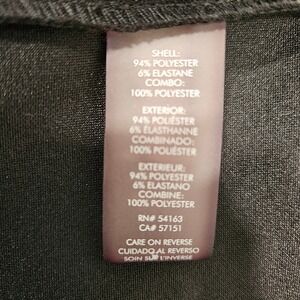 SHELL:
94% POLYESTER
6% ELASTANE
COMBO:
100% POLYESTER
EXTERIOR:
94% POLIÉSTER
6% ELASTHANNE
COMBINADO:
100% POLIÉSTER
EXTERIEUR:
94% POLYESTER
6% ELASTANO
COMBINE:
100% POLYESTER
RN# 54163
CA# 57151
CARE ON REVERSE
CUIDADO AL REVERSO
SOIN SUR L'INVERSE